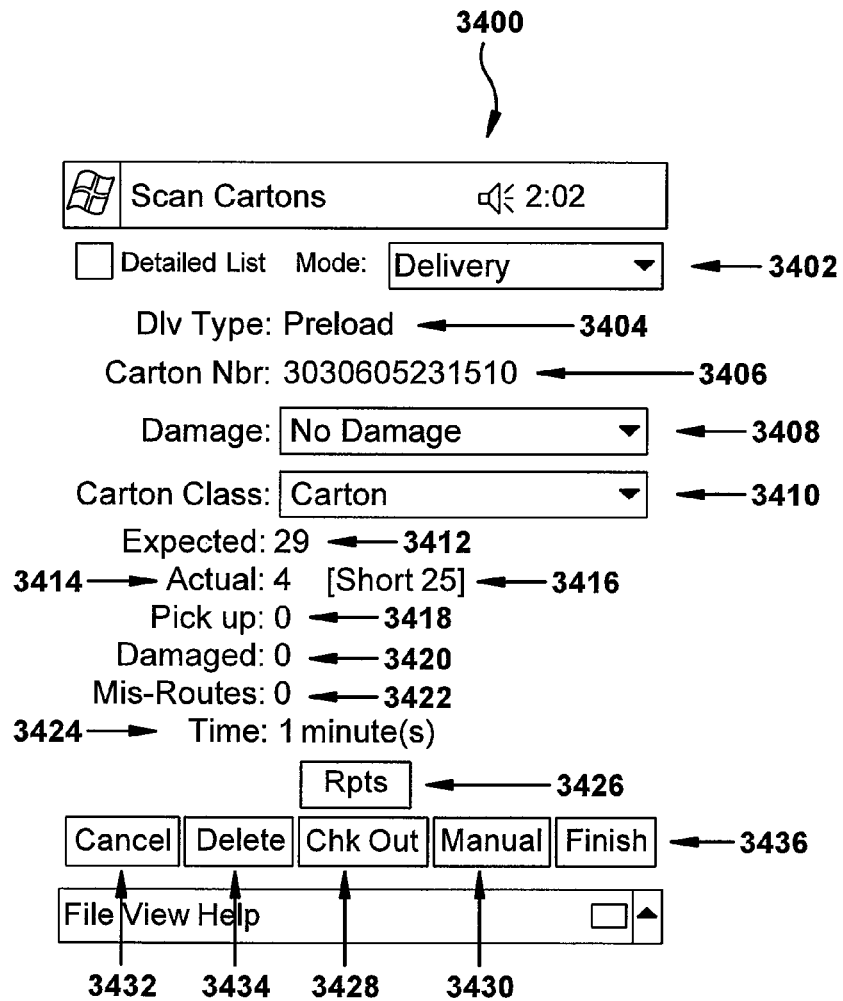 3400
Scan Cartons 2:02
Detailed List Mode: Delivery 3402
Dlv Type: Preload 3404
Carton Nbr: 3030605231510 3406
Damage: No Damage 3408
Carton Class: Carton 3410
Expected: 29 3412
3414 Actual: 4 [Short 25] 3416
Pick up: 0 3418
Damaged: 0 3420
Mis-Routes: 0 3422
3424 Time: 1 minute(s)
Rpts 3426
Cancel Delete Chk Out Manual Finish 3436
File View Help
3432 3434 3428 3430